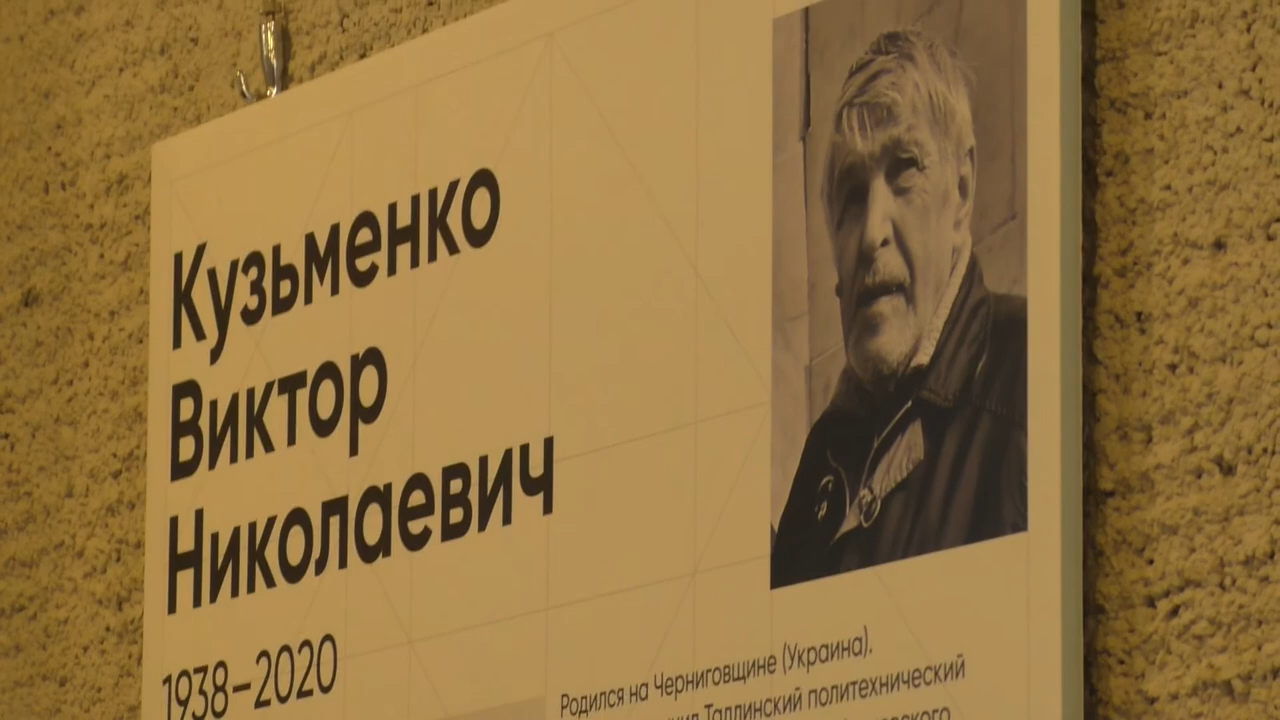 Кузьменко
Виктор
Николаевич
1938–2020
Родился на Черниговщине (Украина).
Таллинский политехнический